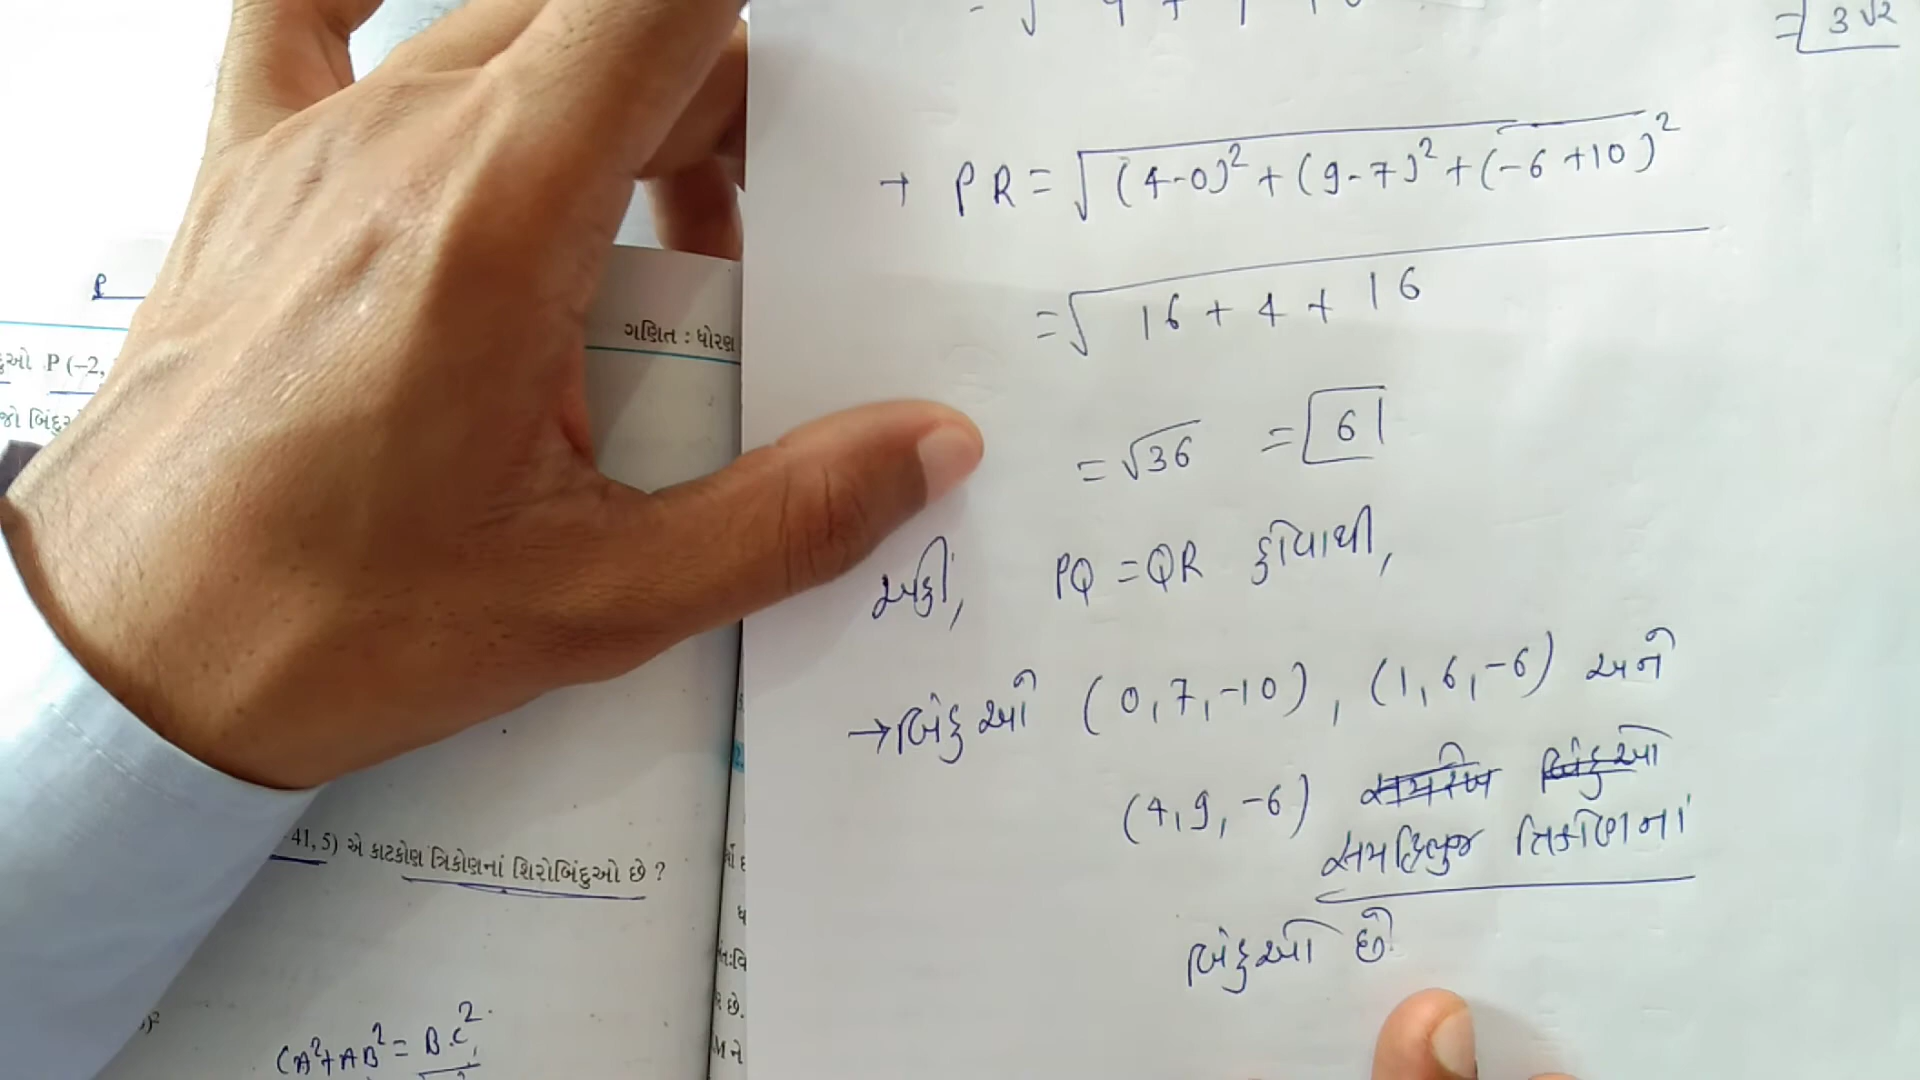 = 3√2
→ PR = √(4-0)² + (9-7)² + (-6+10)²
= √16 + 4 + 16
= √36 = 6
અહીં, PQ = QR હોવાથી,
→ બિંદુઓ (0,7,-10), (1,6,-6) અને
(4,9,-6)
સમદ્વિભુજ ત્રિકોણના
બિંદુઓ છે
P
ગણિત : ધોરણ
P (–2,
જો
41, 5) એ કાટકોણ ત્રિકોણનાં શિરોબિંદુઓ છે ?
CA²+AB² = BC²
છે.
M ને